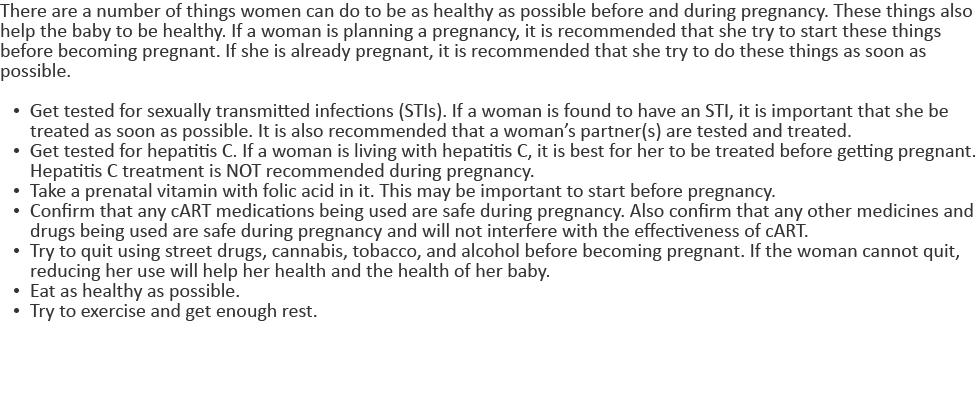 There are a number of things women can do to be as healthy as possible before and during pregnancy. These things also
help the baby to be healthy. If a woman is planning a pregnancy, it is recommended that she try to start these things
before becoming pregnant. If she is already pregnant, it is recommended that she try to do these things as soon as
possible.
• Get tested for sexually transmitted infections (STIs). If a woman is found to have an STI, it is important that she be
treated as soon as possible. It is also recommended that a woman’s partner(s) are tested and treated.
• Get tested for hepatitis C. If a woman is living with hepatitis C, it is best for her to be treated before getting pregnant.
Hepatitis C treatment is NOT recommended during pregnancy.
• Take a prenatal vitamin with folic acid in it. This may be important to start before pregnancy.
• Confirm that any cART medications being used are safe during pregnancy. Also confirm that any other medicines and
drugs being used are safe during pregnancy and will not interfere with the effectiveness of cART.
• Try to quit using street drugs, cannabis, tobacco, and alcohol before becoming pregnant. If the woman cannot quit,
reducing her use will help her health and the health of her baby.
• Eat as healthy as possible.
• Try to exercise and get enough rest.